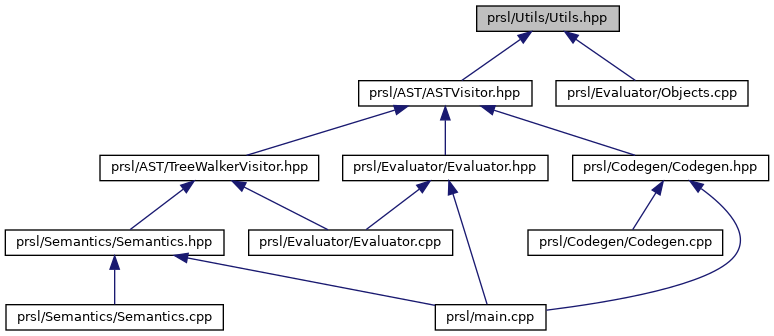 prsl/Utils/Utils.hpp
prsl/AST/ASTVisitor.hpp
prsl/Evaluator/Objects.cpp
prsl/AST/TreeWalkerVisitor.hpp
prsl/Evaluator/Evaluator.hpp
prsl/Codegen/Codegen.hpp
prsl/Semantics/Semantics.hpp
prsl/Evaluator/Evaluator.cpp
prsl/Codegen/Codegen.cpp
prsl/Semantics/Semantics.cpp
prsl/main.cpp